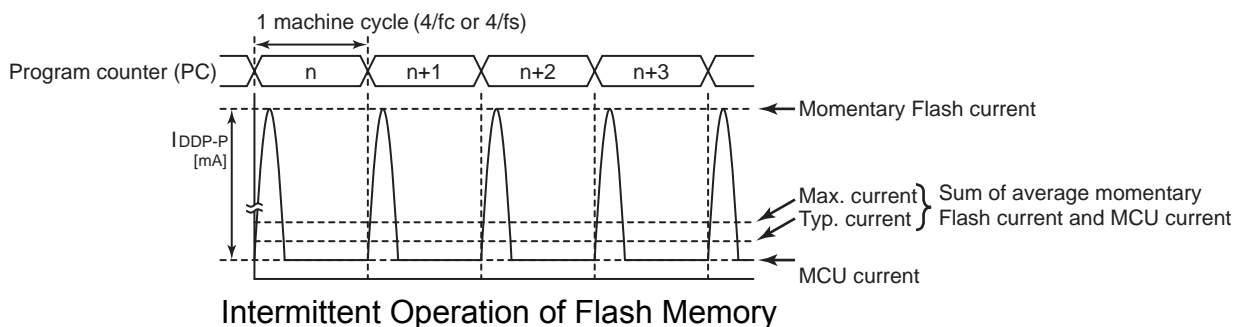 1 machine cycle (4/fc or 4/fs)
Program counter (PC)
n
n+1
n+2
n+3
Momentary Flash current
I DDP-P
[mA]
Max. current
Typ. current
Sum of average momentary
Flash current and MCU current
MCU current
Intermittent Operation of Flash Memory